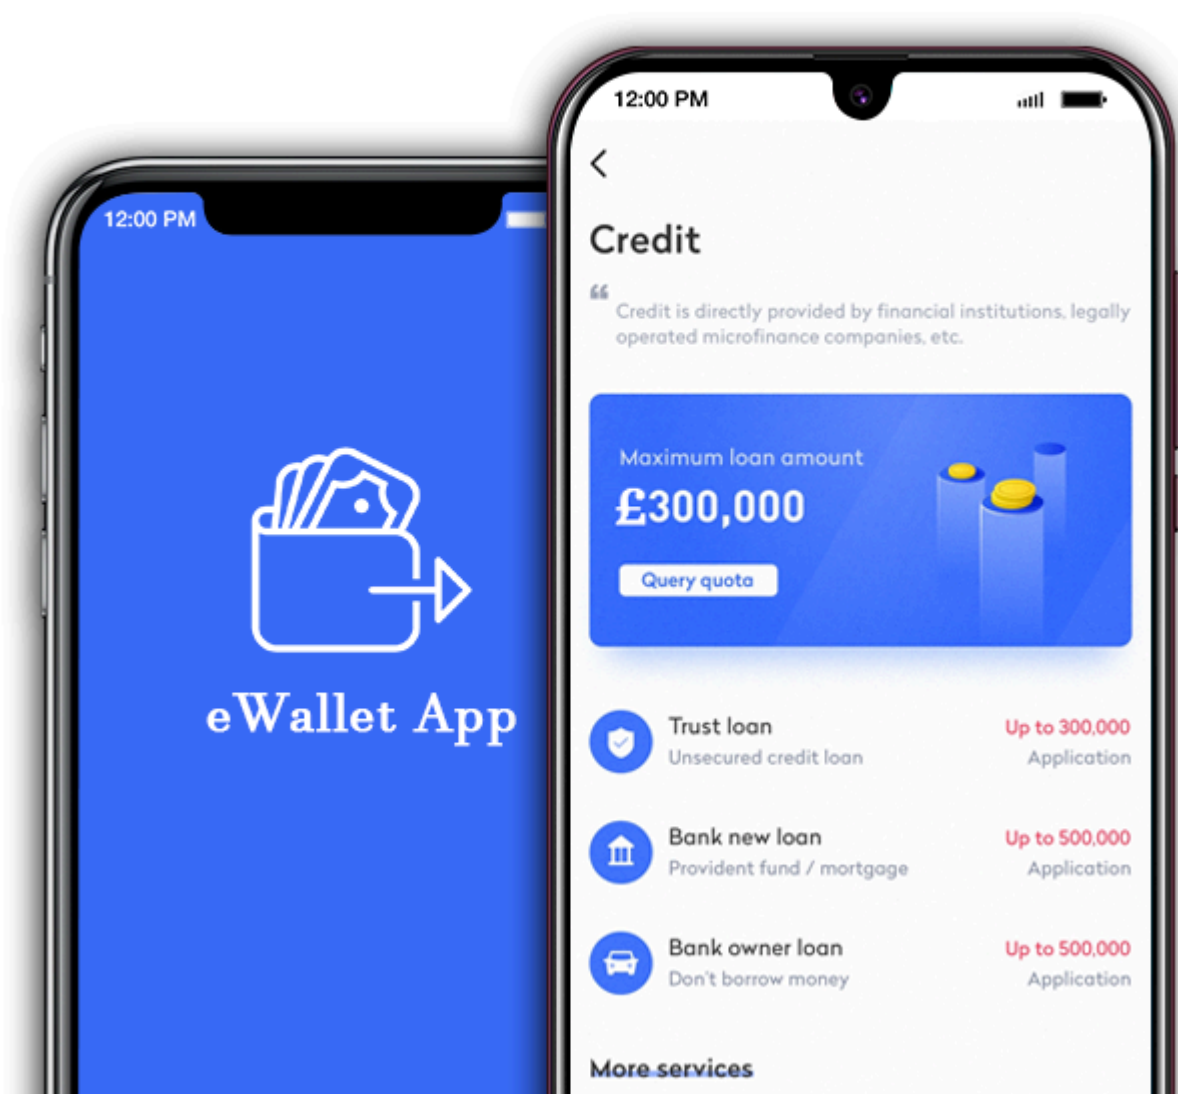 12:00 PM
eWallet App
12:00 PM
Credit
“
Credit is directly provided by financial institutions, legally
operated microfinance companies, etc.
Maximum loan amount
£300,000
Query quota
Trust loan
Up to 300,000
Unsecured credit loan
Application
Bank new loan
Up to 500,000
Provident fund / mortgage
Application
Bank owner loan
Up to 500,000
Don't borrow money
Application
More services